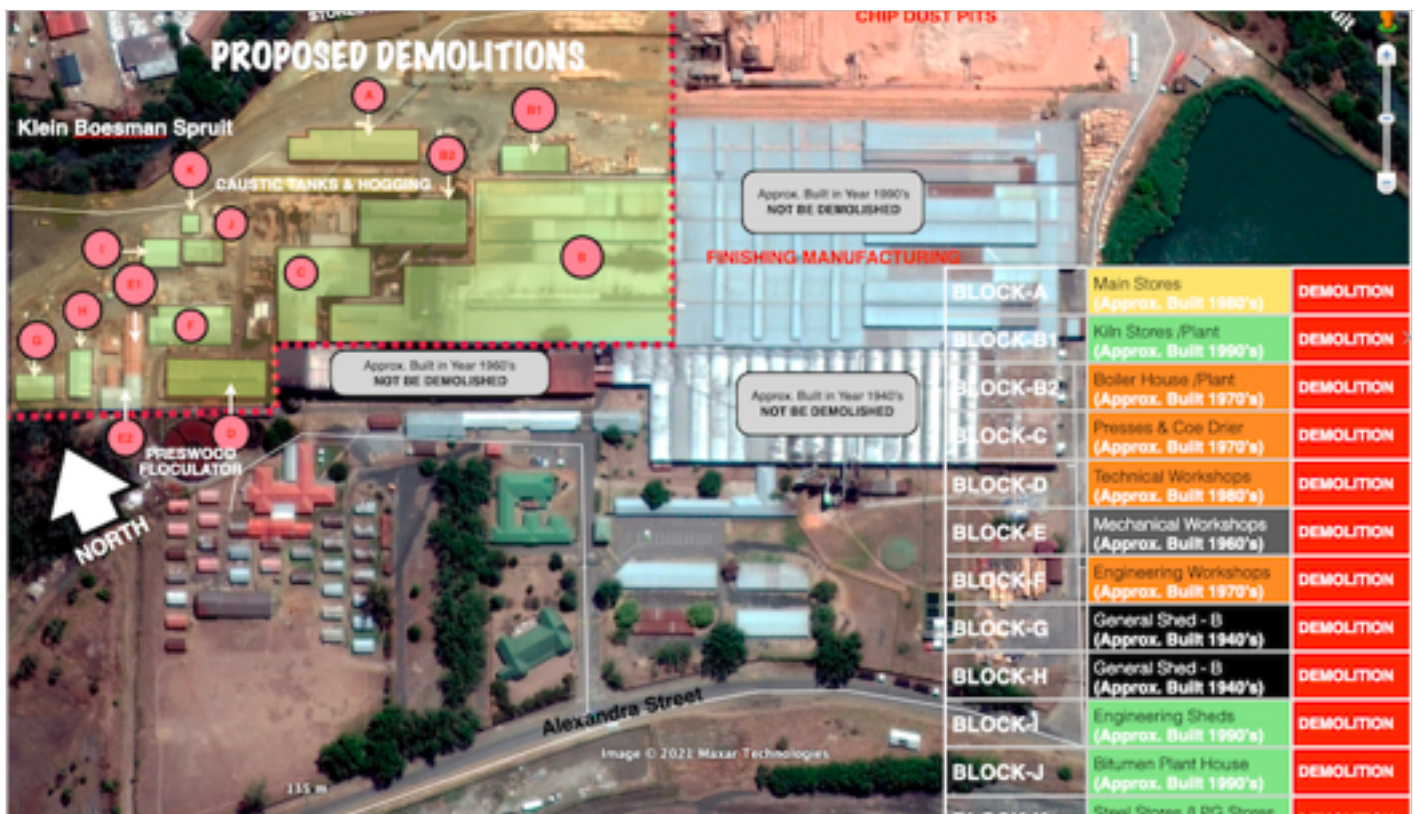 CHIP DUST PITS
PROPOSED DEMOLITIONS
A
B1
Klein Boesman Spruit
B2
K
CAUSTIC TANKS & HOGGING
Approx. Built in Year 1990's
NOT BE DEMOLISHED
J
I
C
B
FINISHING MANUFACTURING
E1
H
F
G
Approx. Built in Year 1960's
NOT BE DEMOLISHED
Approx. Built in Year 1940's
NOT BE DEMOLISHED
E2
D
PRESWOOD
FLOCULATOR
NORTH
Alexandra Street
Image © 2021 Maxar Technologies
115 m
BLOCK-A Main Stores DEMOLITION
(Approx. Built 1980's)
BLOCK-B1 Kiln Stores /Plant DEMOLITION
(Approx. Built 1990's)
BLOCK-B2 Boiler House /Plant DEMOLITION
(Approx. Built 1970's)
BLOCK-C Presses & Coe Drier DEMOLITION
(Approx. Built 1970's)
BLOCK-D Technical Workshops DEMOLITION
(Approx. Built 1980's)
BLOCK-E Mechanical Workshops DEMOLITION
(Approx. Built 1960's)
BLOCK-F Engineering Workshops DEMOLITION
(Approx. Built 1970's)
BLOCK-G General Shed - B DEMOLITION
(Approx. Built 1940's)
BLOCK-H General Shed - B DEMOLITION
(Approx. Built 1940's)
BLOCK-I Engineering Sheds DEMOLITION
(Approx. Built 1990's)
BLOCK-J Bitumen Plant House DEMOLITION
(Approx. Built 1990's)
Steel Stores